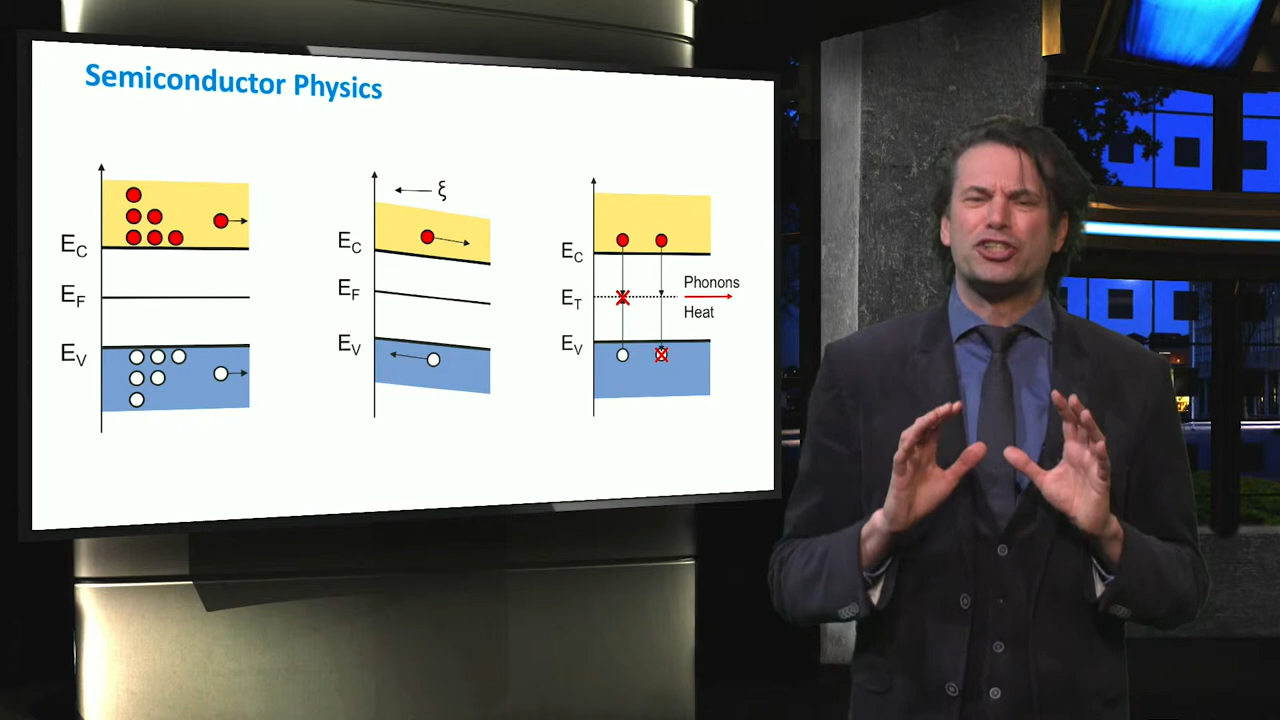 Semiconductor Physics
E_C
E_F
E_V
ξ
E_C
E_F
E_V
E_C
E_T
E_V
Phonons
Heat